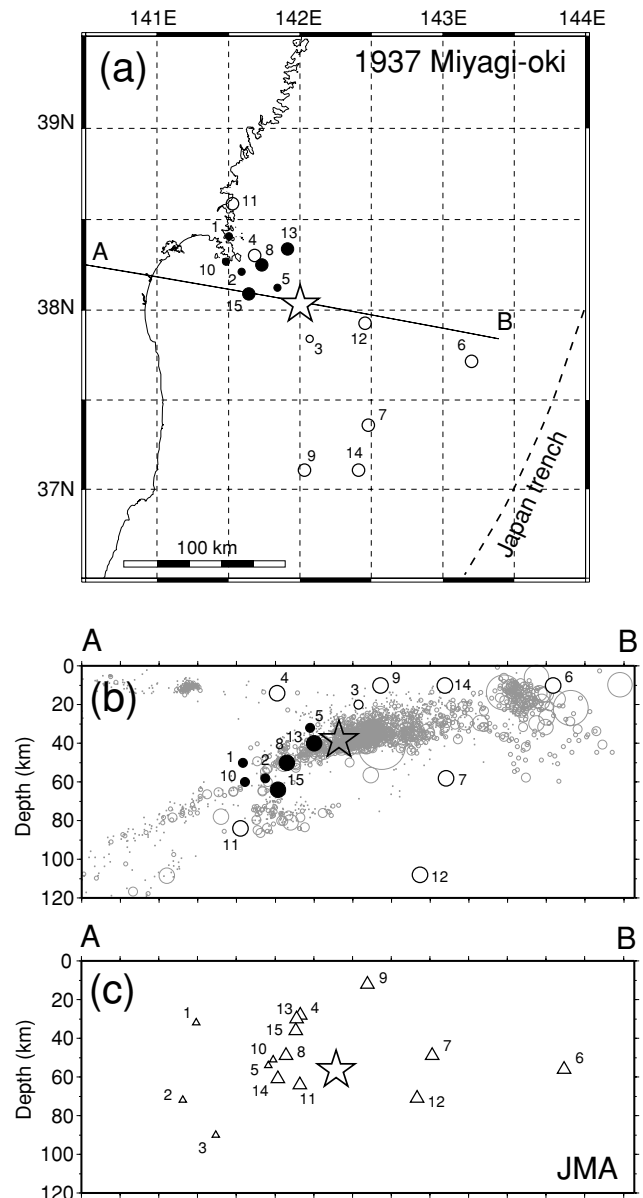 141E 142E 143E 144E
(a) 1937 Miyagi-oki
39N
11
1 13
4 8
A
10
2 5
15
38N
B
3 12
6
7
9 14
37N
Japan trench
100 km
A B
0
(b) 4 3 9 14 6
20
5
13
40
8
1 2
10 15
60
7
80
11
100
12
120
Depth (km)
A B
0
(c) 9
20
1 13 4
15
40
10 8 7
5 6
60
14 11
2 12
80
3
100
JMA
120
Depth (km)